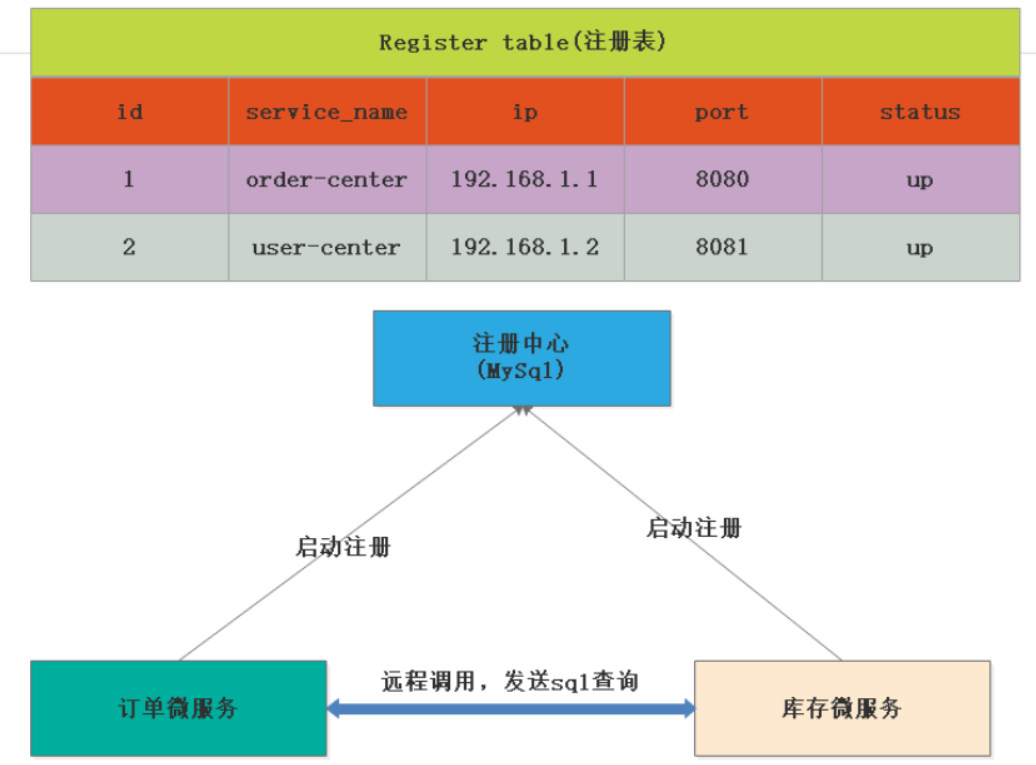 Register table(注册表)
id service_name ip port status
1 order-center 192.168.1.1 8080 up
2 user-center 192.168.1.2 8081 up
注册中心
(MySql)
启动注册
启动注册
远程调用，发送sql查询
订单微服务
库存微服务